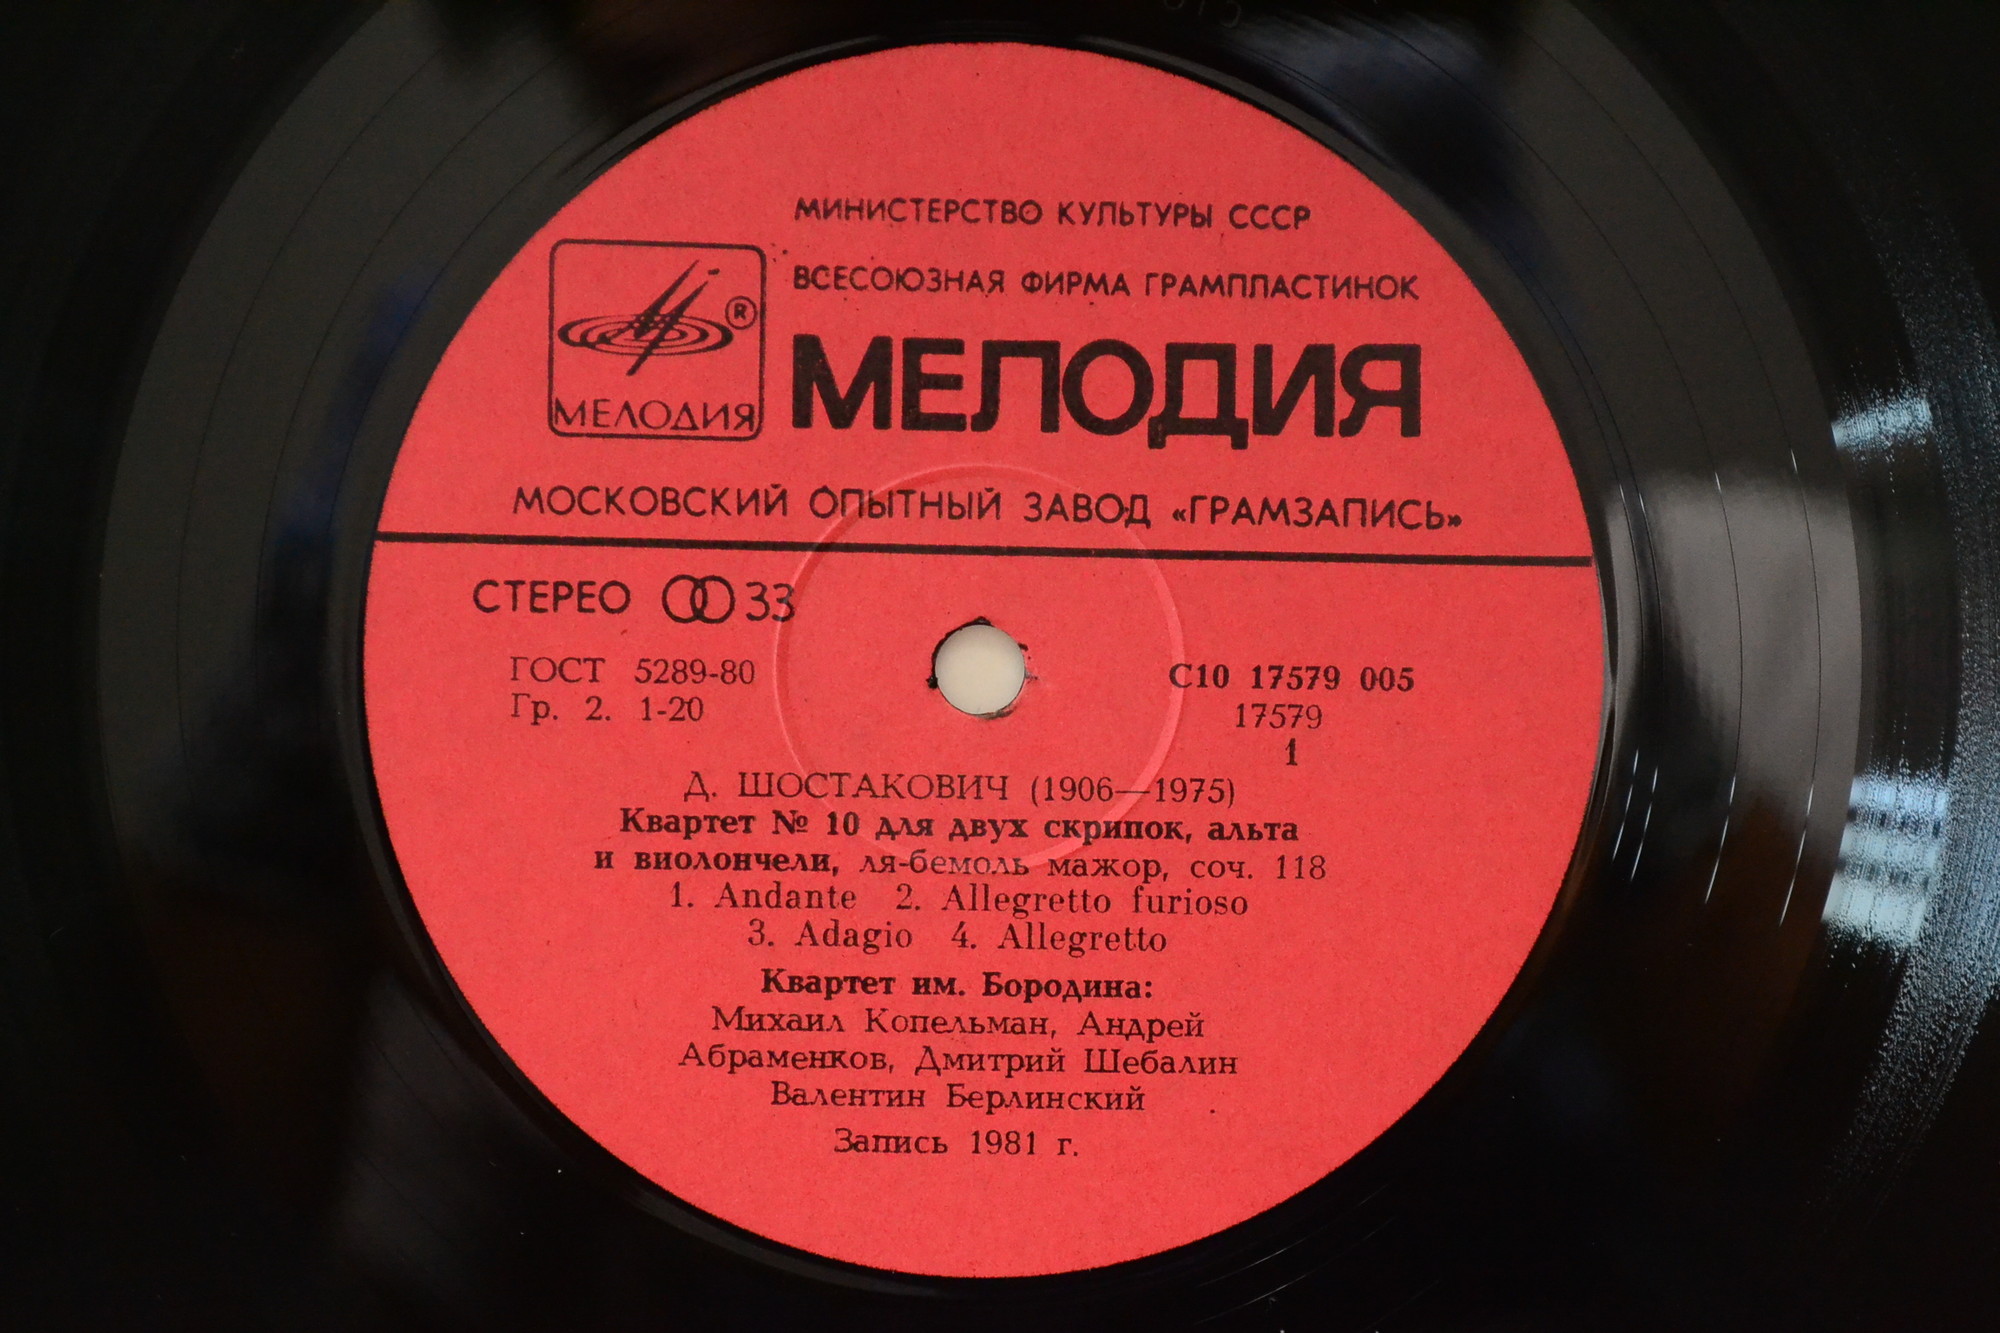 МИНИСТЕРСТВО КУЛЬТУРЫ СССР
ВСЕСОЮЗНАЯ ФИРМА ГРАМПЛАСТИНОК
®
МЕЛОДИЯ
МЕЛОДИЯ
МОСКОВСКИЙ ОПЫТНЫЙ ЗАВОД «ГРАМЗАПИСЬ»
СТЕРЕО 33
ГОСТ 5289-80
Гр. 2. 1-20
С10 17579 005
17579
1
Д. ШОСТАКОВИЧ (1906—1975)
Квартет № 10 для двух скрипок, альта
и виолончели, ля-бемоль мажор, соч. 118
1. Andante 2. Allegretto furioso
3. Adagio 4. Allegretto
Квартет им. Бородина:
Михаил Копельман, Андрей
Абраменков, Дмитрий Шебалин
Валентин Берлинский
Запись 1981 г.